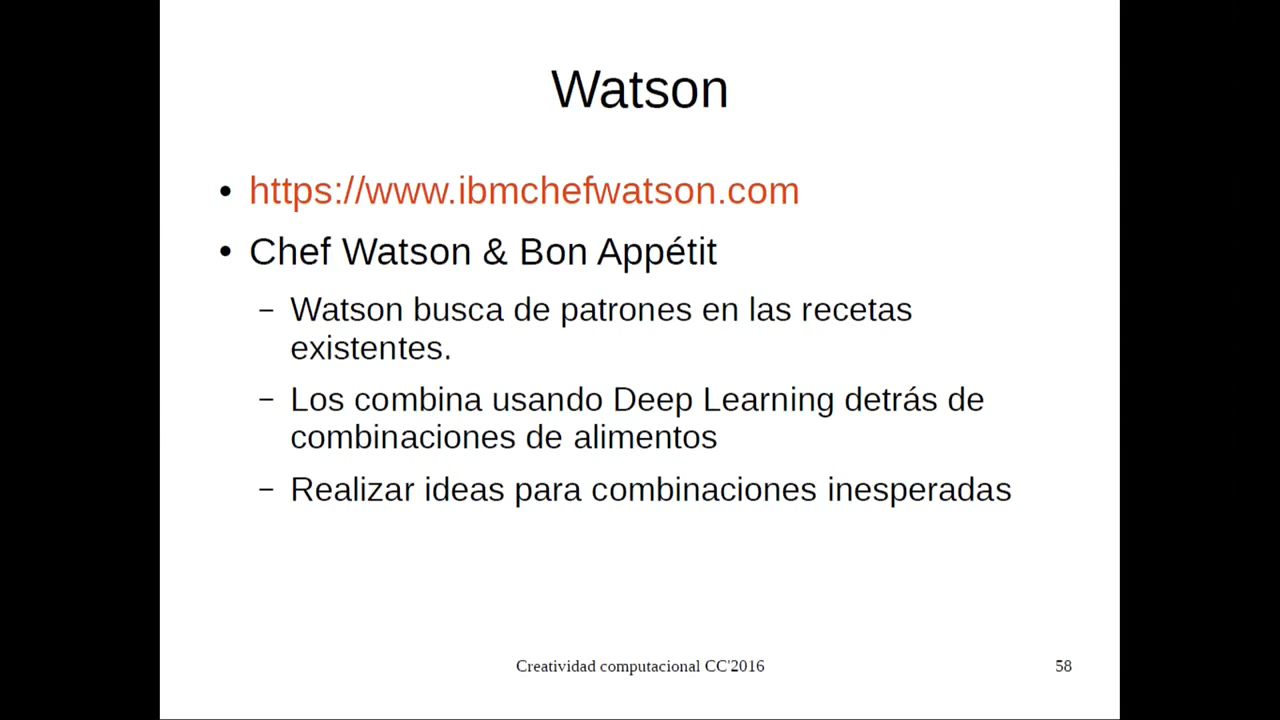 Watson
• https://www.ibmchefwatson.com
• Chef Watson & Bon Appétit
– Watson busca de patrones en las recetas
existentes.
– Los combina usando Deep Learning detrás de
combinaciones de alimentos
– Realizar ideas para combinaciones inesperadas
Creatividad computacional CC'2016
58